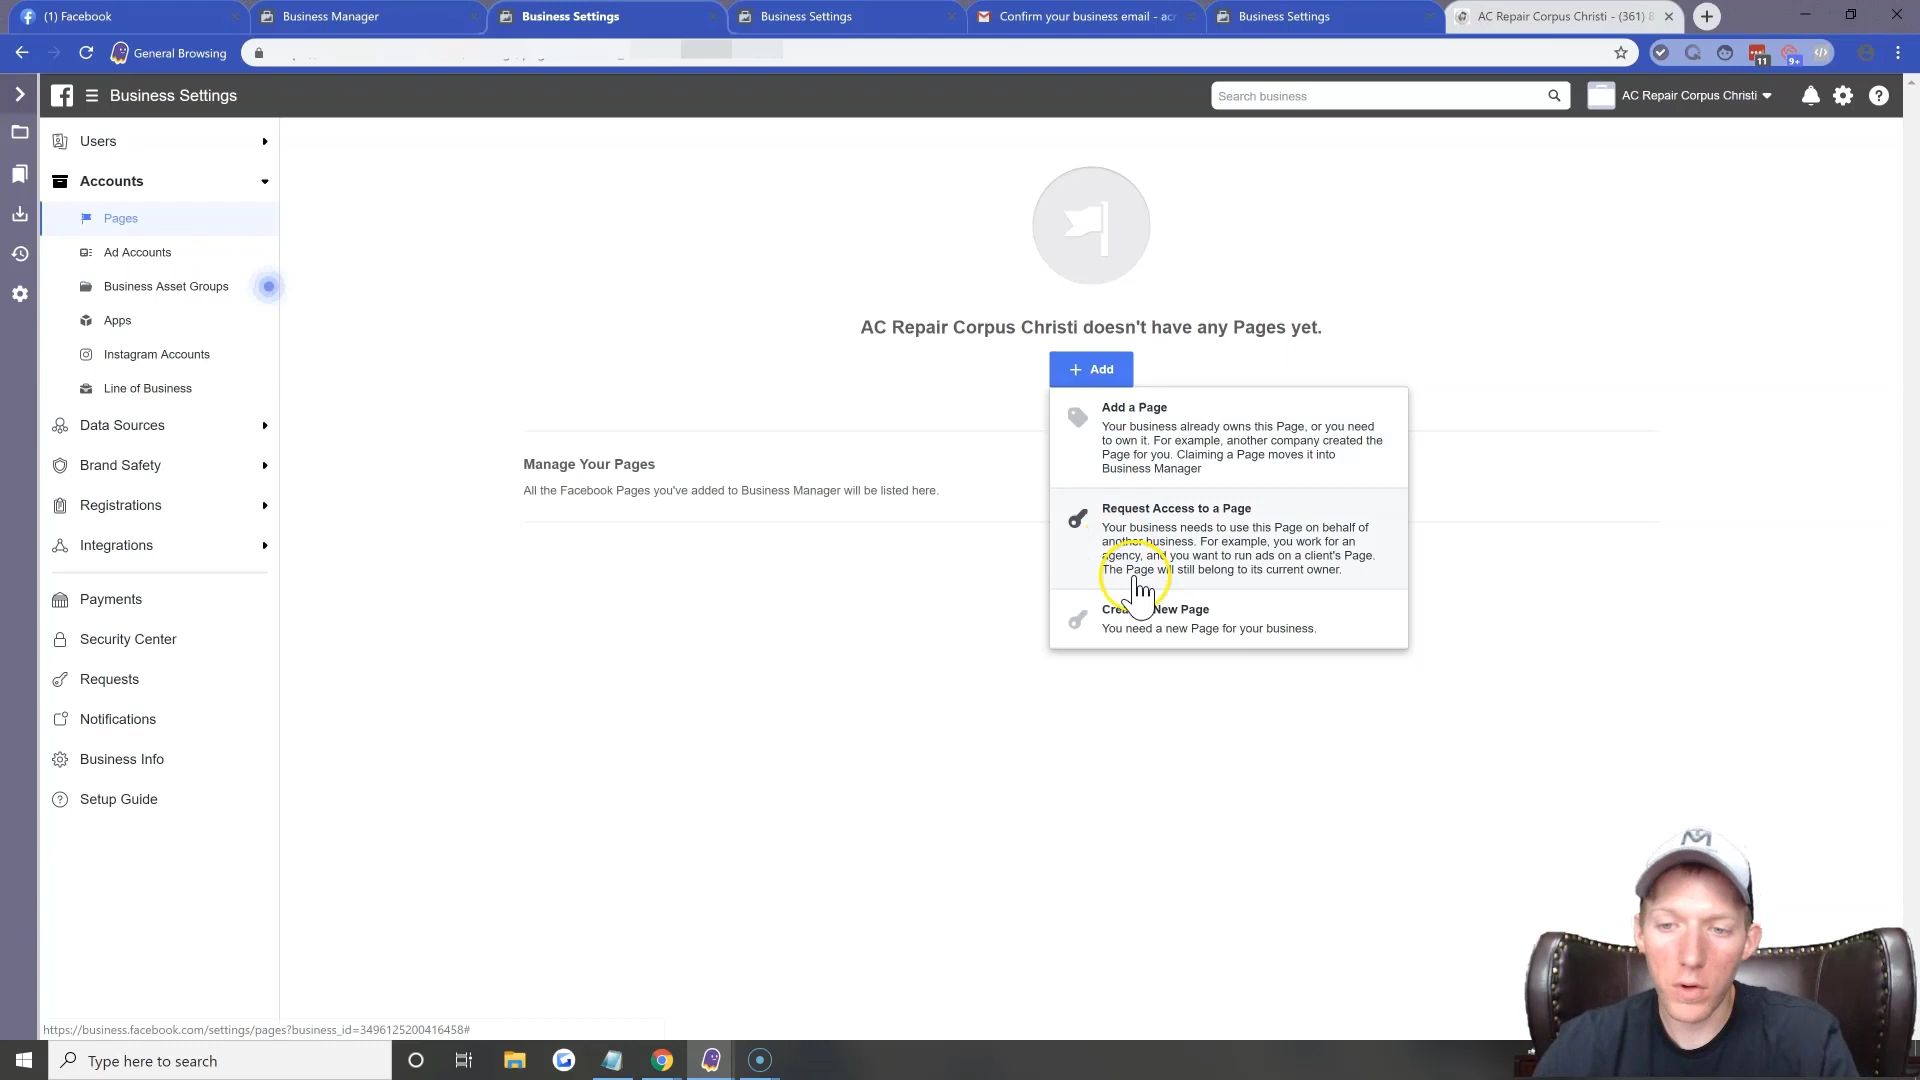 (1) Facebook
Business Manager
Business Settings
Business Settings
Confirm your business email - acr
Business Settings
AC Repair Corpus Christi - (361) 8
General Browsing
11
9+
Business Settings
Search business
AC Repair Corpus Christi
Users
Accounts
Pages
Ad Accounts
Business Asset Groups
Apps
Instagram Accounts
Line of Business
Data Sources
Brand Safety
Registrations
Integrations
Payments
Security Center
Requests
Notifications
Business Info
Setup Guide
AC Repair Corpus Christi doesn't have any Pages yet.
+ Add
Add a Page
Your business already owns this Page, or you need
to own it. For example, another company created the
Page for you. Claiming a Page moves it into
Business Manager
Request Access to a Page
Your business needs to use this Page on behalf of
another business. For example, you work for an
agency, and you want to run ads on a client's Page.
The Page will still belong to its current owner.
New Page
You need a new Page for your business.
Manage Your Pages
All the Facebook Pages you've added to Business Manager will be listed here.
https://business.facebook.com/settings/pages?business_id=3496125200416458#
Type here to search